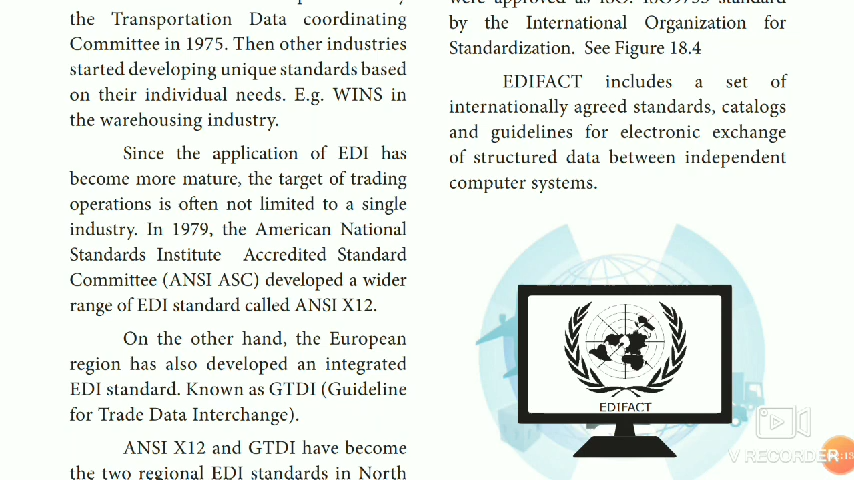 the Transportation Data coordinating
Committee in 1975. Then other industries
started developing unique standards based
on their individual needs. E.g. WINS in
the warehousing industry.
Since the application of EDI has
become more mature, the target of trading
operations is often not limited to a single
industry. In 1979, the American National
Standards Institute Accredited Standard
Committee (ANSI ASC) developed a wider
range of EDI standard called ANSI X12.
On the other hand, the European
region has also developed an integrated
EDI standard. Known as GTDI (Guideline
for Trade Data Interchange).
ANSI X12 and GTDI have become
the two regional EDI standards in North
were approved as ISO. ISO9735 standard
by the International Organization for
Standardization. See Figure 18.4
EDIFACT includes a set of
internationally agreed standards, catalogs
and guidelines for electronic exchange
of structured data between independent
computer systems.
EDIFACT
V RECORDER